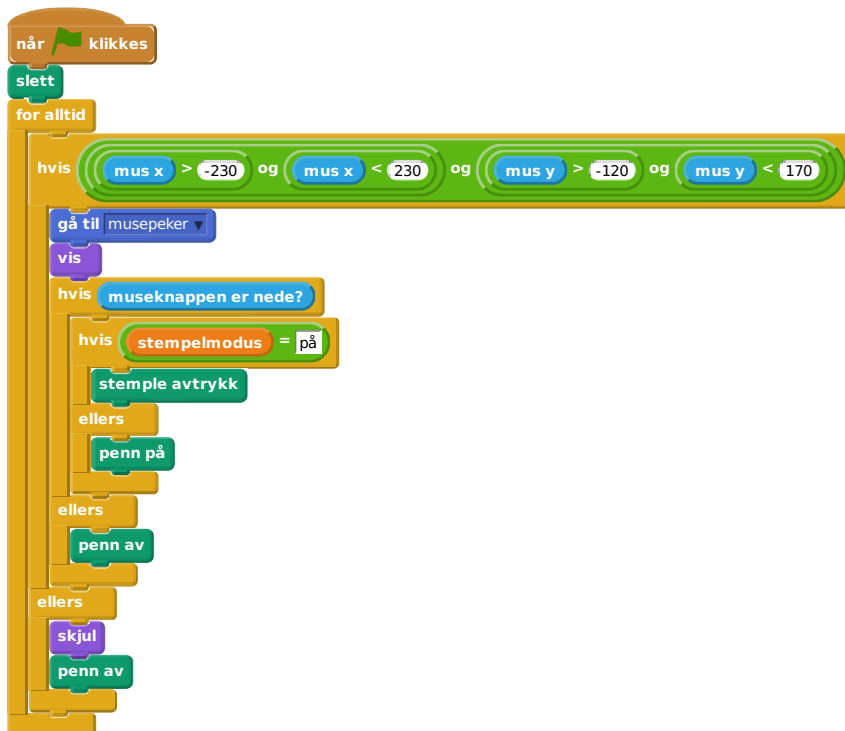 når klikkes
slett
for alltid
hvis mus x > -230 og mus x < 230 og mus y > -120 og mus y < 170
gå til musepeker
vis
hvis museknappen er nede?
hvis stempelmodus = på
stemple avtrykk
ellers
penn på
ellers
penn av
ellers
skjul
penn av